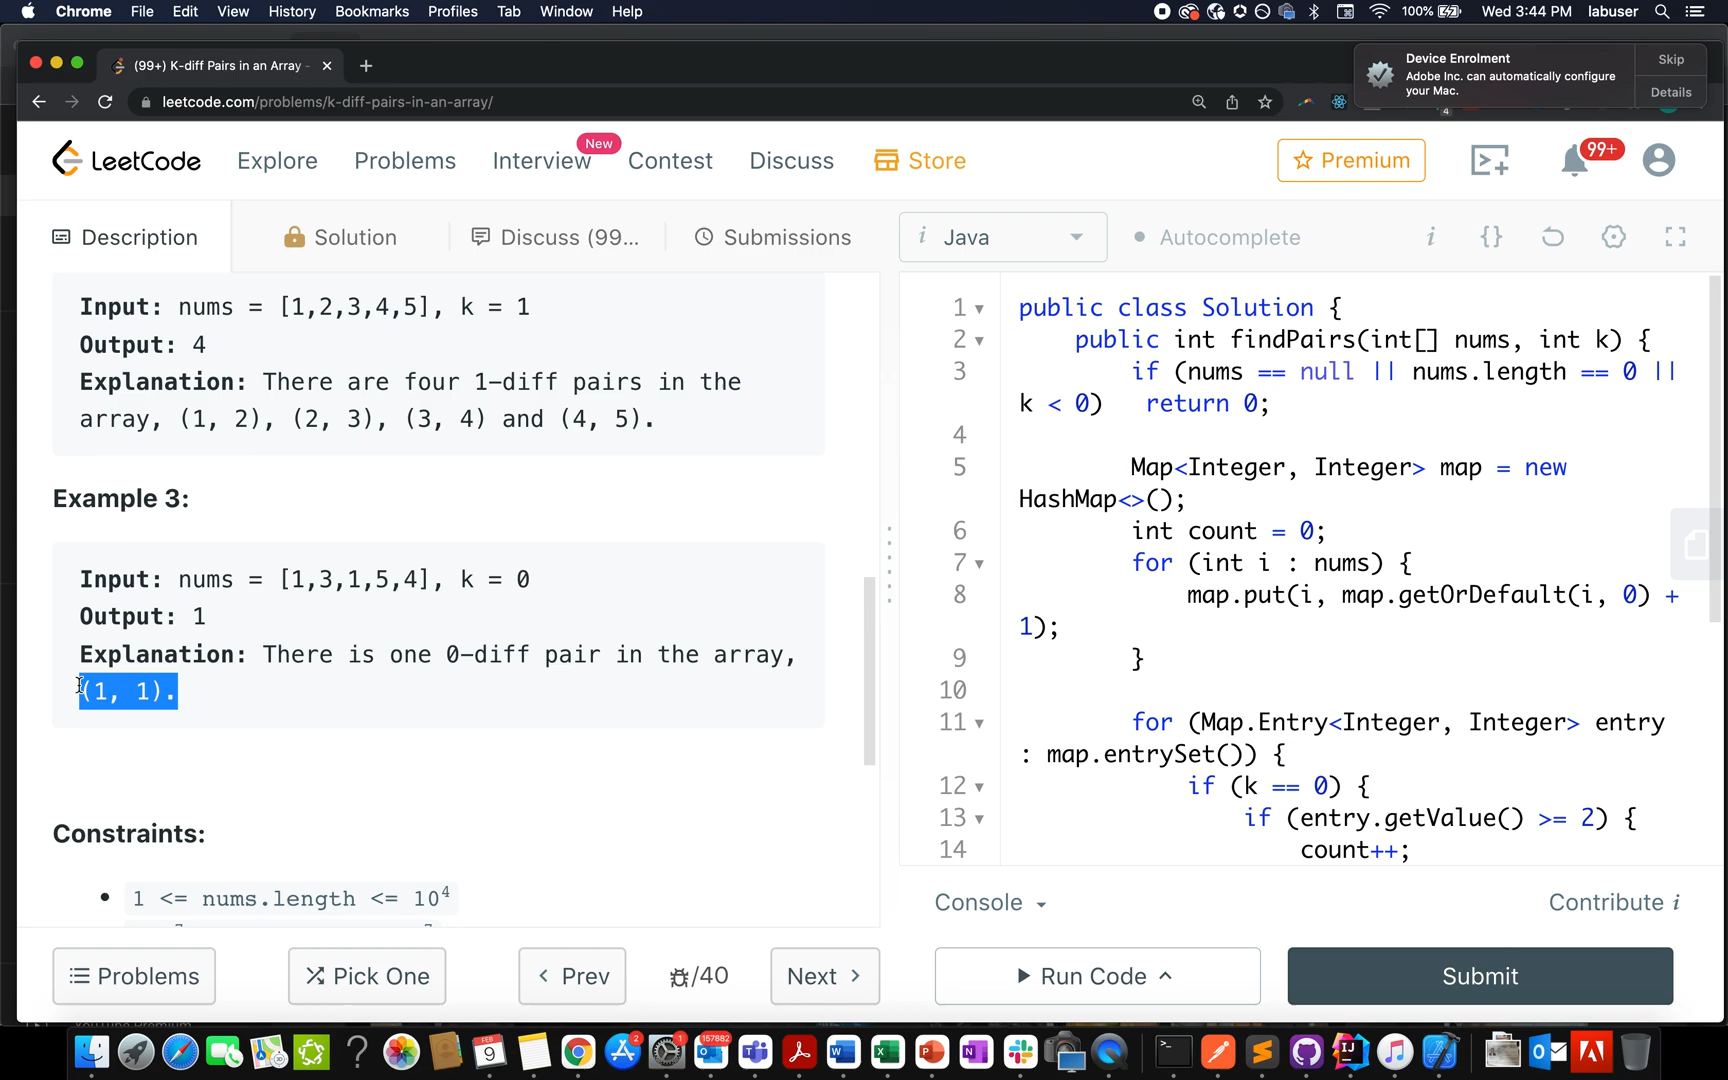 Chrome File Edit View History Bookmarks Profiles Tab Window Help 100% Wed 3:44 PM labuser
(99+) K-diff Pairs in an Array -
Device Enrolment
Adobe Inc. can automatically configure
your Mac.
Skip
Details
leetcode.com/problems/k-diff-pairs-in-an-array/
4
LeetCode Explore Problems Interview New Contest Discuss Store Premium 99+
Description Solution Discuss (99... Submissions
i Java Autocomplete i {}
Input: nums = [1,2,3,4,5], k = 1
Output: 4
Explanation: There are four 1-diff pairs in the
array, (1, 2), (2, 3), (3, 4) and (4, 5).
Example 3:
Input: nums = [1,3,1,5,4], k = 0
Output: 1
Explanation: There is one 0-diff pair in the array,
(1, 1).
Constraints:
1 <= nums.length <= 10⁴
1 public class Solution {
2 public int findPairs(int[] nums, int k) {
3 if (nums == null || nums.length == 0 ||
k < 0) return 0;
4
5 Map<Integer, Integer> map = new
HashMap<>();
6 int count = 0;
7 for (int i : nums) {
8 map.put(i, map.getOrDefault(i, 0) +
1);
9 }
10
11 for (Map.Entry<Integer, Integer> entry
: map.entrySet()) {
12 if (k == 0) {
13 if (entry.getValue() >= 2) {
14 count++;
Console Contribute i
Problems Pick One Prev /40 Next Run Code Submit
FEB
9
2
1
157882